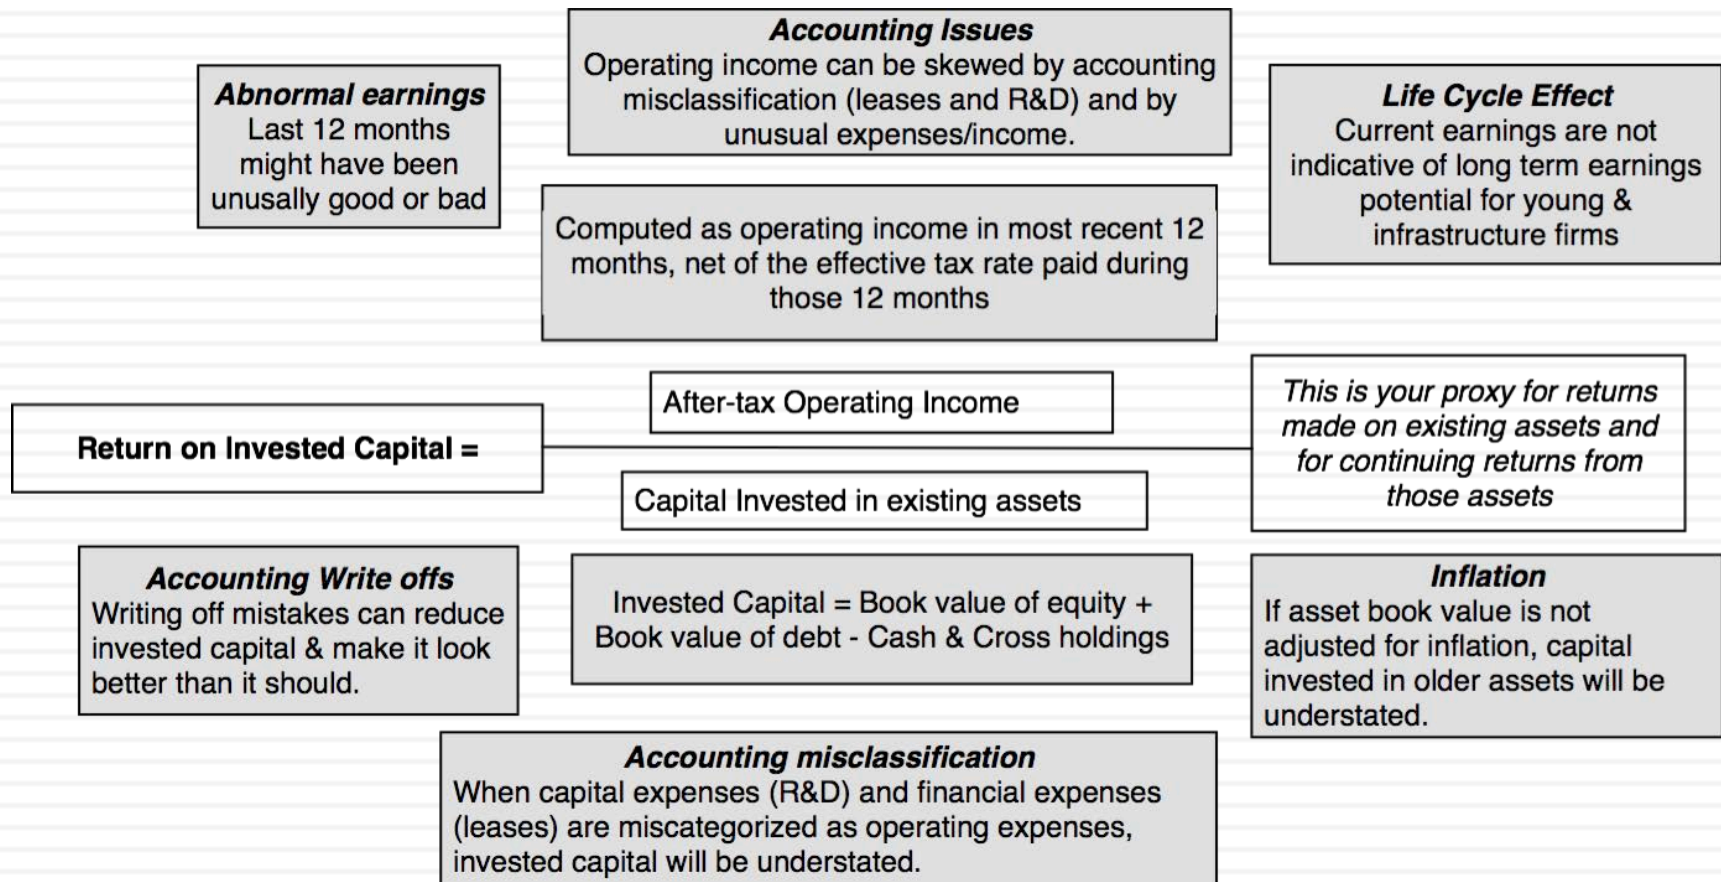 Accounting Issues
Operating income can be skewed by accounting
misclassification (leases and R&D) and by
unusual expenses/income.
Abnormal earnings
Last 12 months
might have been
unusally good or bad
Life Cycle Effect
Current earnings are not
indicative of long term earnings
potential for young &
infrastructure firms
Computed as operating income in most recent 12
months, net of the effective tax rate paid during
those 12 months
Return on Invested Capital =
After-tax Operating Income
Capital Invested in existing assets
This is your proxy for returns
made on existing assets and
for continuing returns from
those assets
Accounting Write offs
Writing off mistakes can reduce
invested capital & make it look
better than it should.
Invested Capital = Book value of equity +
Book value of debt - Cash & Cross holdings
Inflation
If asset book value is not
adjusted for inflation, capital
invested in older assets will be
understated.
Accounting misclassification
When capital expenses (R&D) and financial expenses
(leases) are miscategorized as operating expenses,
invested capital will be understated.